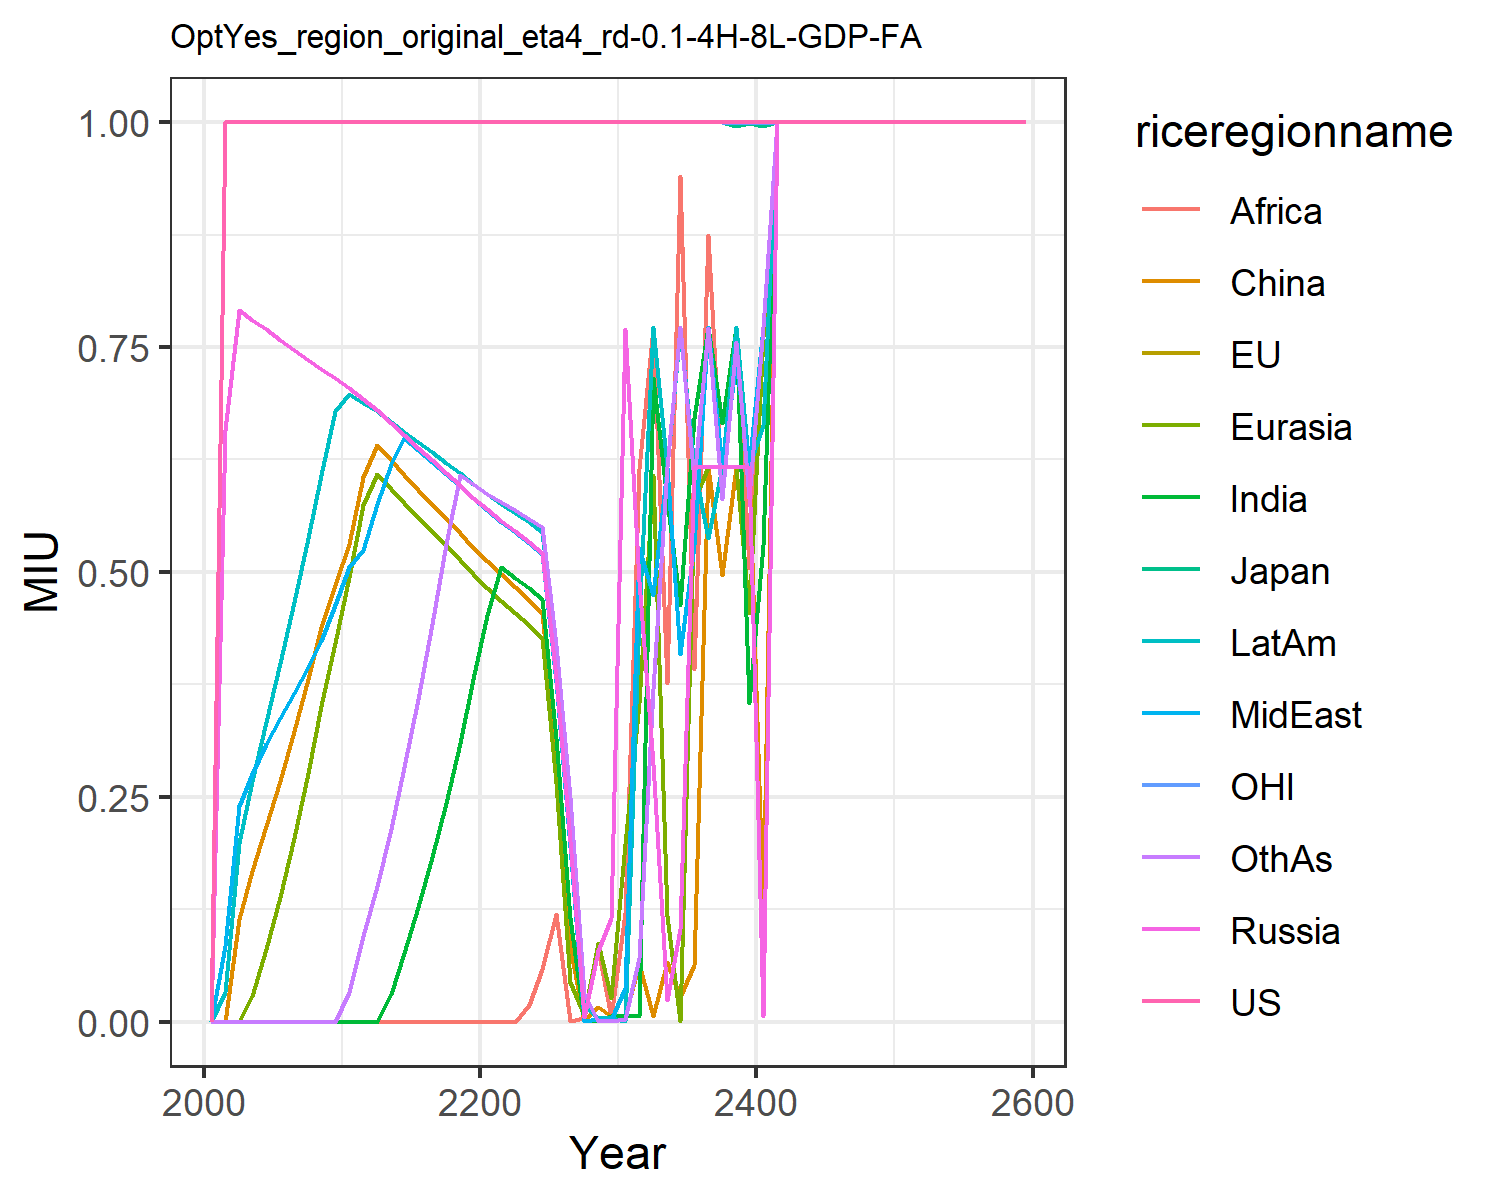 OptYes_region_original_eta4_rd-0.1-4H-8L-GDP-FA
1.00
0.75
0.50
0.25
0.00
MIU
2000
2200
2400
2600
Year
riceregionname
Africa
China
EU
Eurasia
India
Japan
LatAm
MidEast
OHI
OthAs
Russia
US